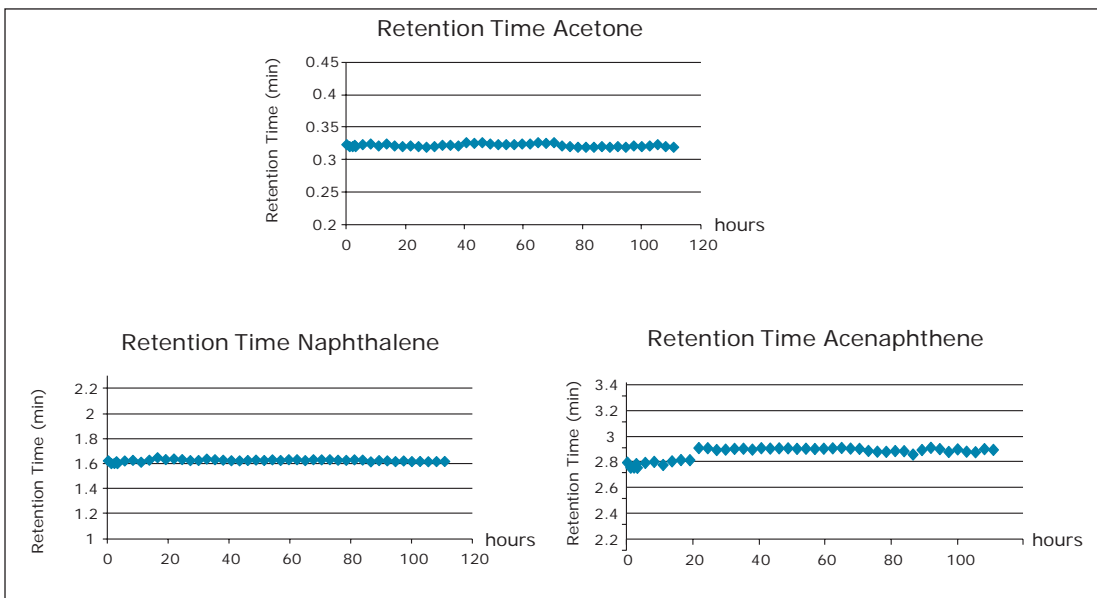 Retention Time Acetone
Retention Time (min)
0.45
0.4
0.35
0.3
0.25
0.2
0 20 40 60 80 100 120
hours
Retention Time Naphthalene
Retention Time (min)
2.2
2
1.8
1.6
1.4
1.2
1
0 20 40 60 80 100 120
hours
Retention Time Acenaphthene
Retention Time (min)
3.4
3.2
3
2.8
2.6
2.4
2.2
0 20 40 60 80 100
hours